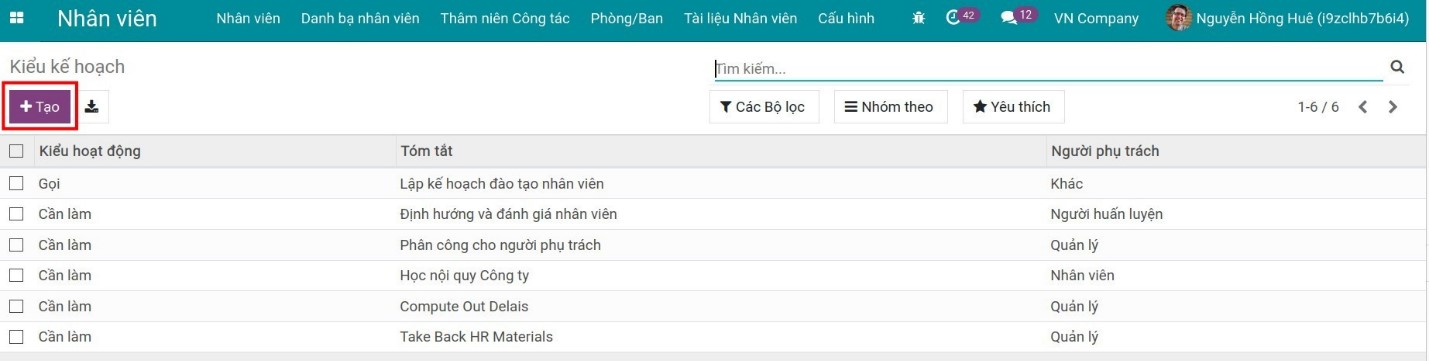 Nhân viên Nhân viên Danh bạ nhân viên Thâm niên Công tác Phòng/Ban Tài liệu Nhân viên Cấu hình 42 12 VN Company Nguyễn Hồng Huê (i9zclhb7b6i4)
Kiểu kế hoạch Tìm kiếm...
Tạo Các Bộ lọc Nhóm theo Yêu thích 1-6 / 6
Kiểu hoạt động Tóm tắt Người phụ trách
Gọi Lập kế hoạch đào tạo nhân viên Khác
Cần làm Định hướng và đánh giá nhân viên Người huấn luyện
Cần làm Phân công cho người phụ trách Quản lý
Cần làm Học nội quy Công ty Nhân viên
Cần làm Compute Out Delais Quản lý
Cần làm Take Back HR Materials Quản lý